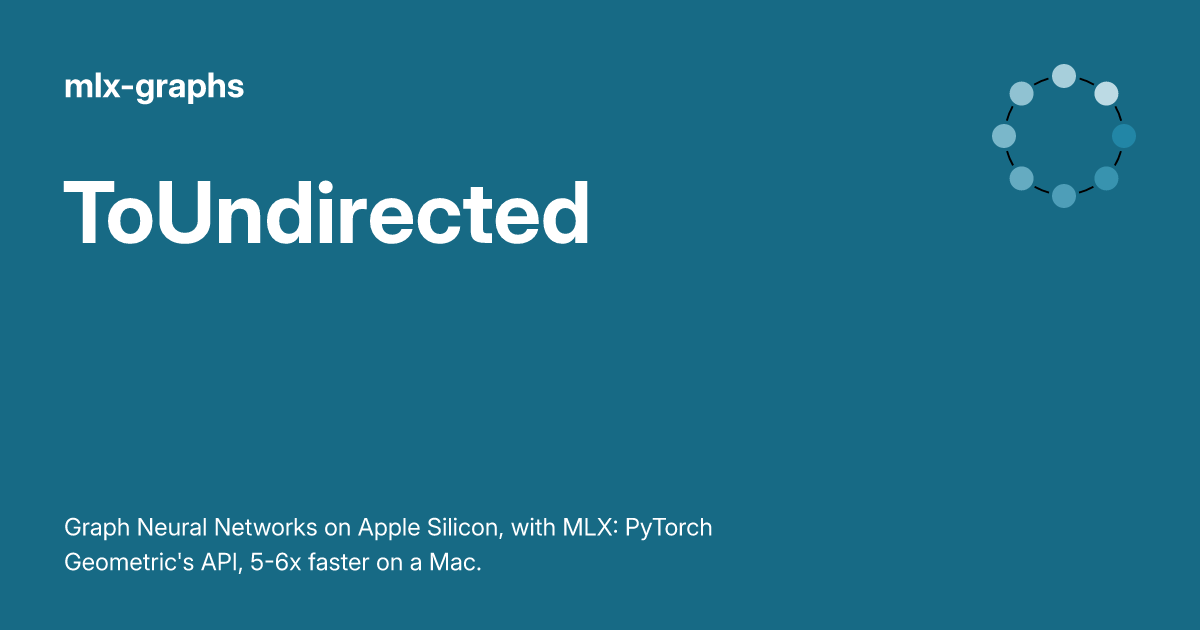 mlx-graphs
ToUndirected
Graph Neural Networks on Apple Silicon, with MLX: PyTorch
Geometric's API, 5-6x faster on a Mac.